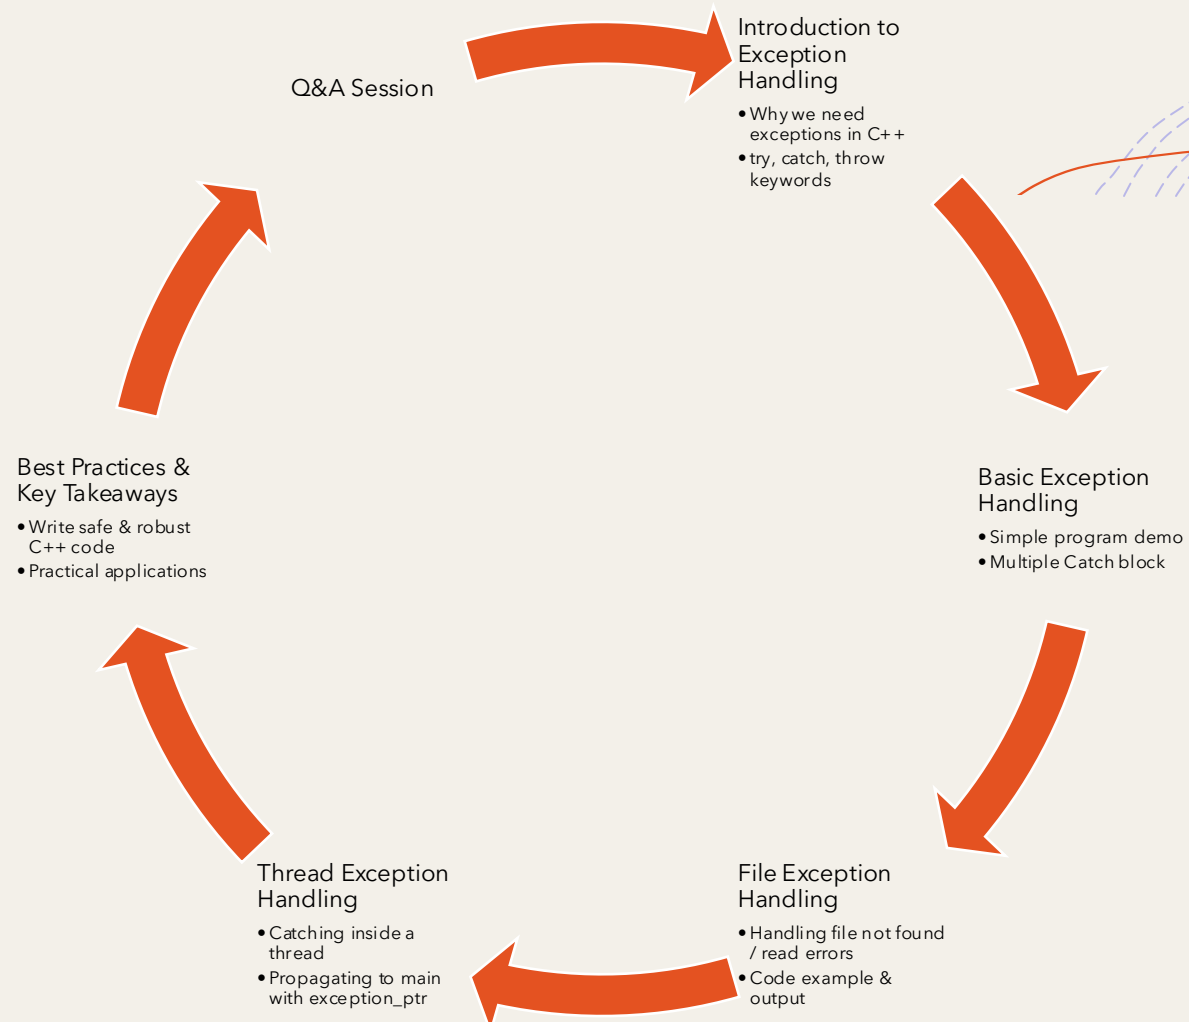 Q&A Session
Introduction to
Exception
Handling
• Why we need
exceptions in C++
• try, catch, throw
keywords
Basic Exception
Handling
• Simple program demo
• Multiple Catch block
File Exception
Handling
• Handling file not found
/ read errors
• Code example &
output
Thread Exception
Handling
• Catching inside a
thread
• Propagating to main
with exception_ptr
Best Practices &
Key Takeaways
• Write safe & robust
C++ code
• Practical applications